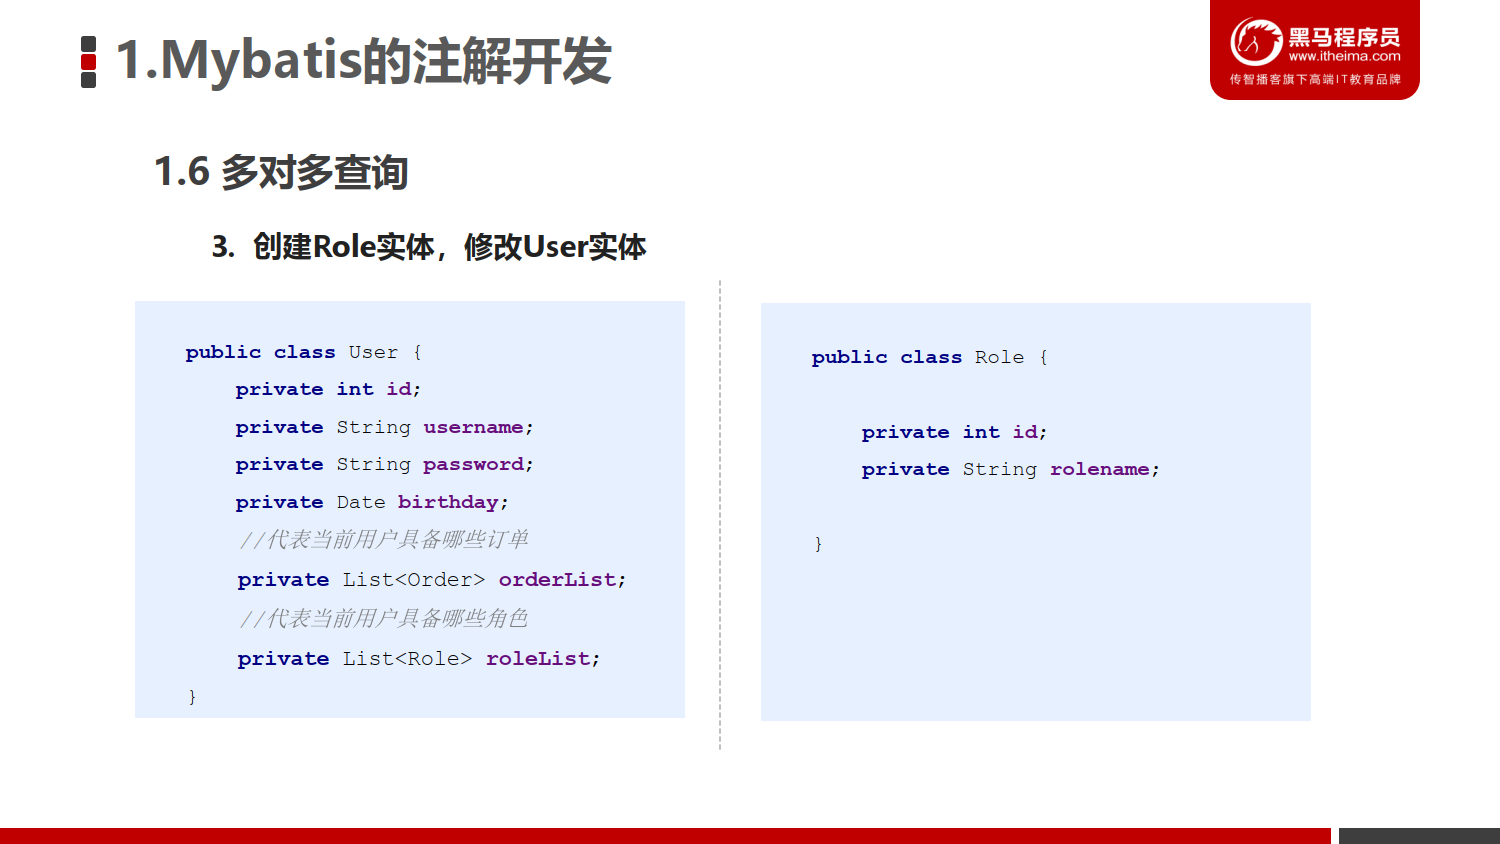 1.Mybatis的注解开发
黑马程序员
www.itheima.com
传智播客旗下高端IT教育品牌
1.6 多对多查询
3. 创建Role实体，修改User实体
public class User {
private int id;
private String username;
private String password;
private Date birthday;
//代表当前用户具备哪些订单
private List<Order> orderList;
//代表当前用户具备哪些角色
private List<Role> roleList;
}
public class Role {
private int id;
private String rolename;
}